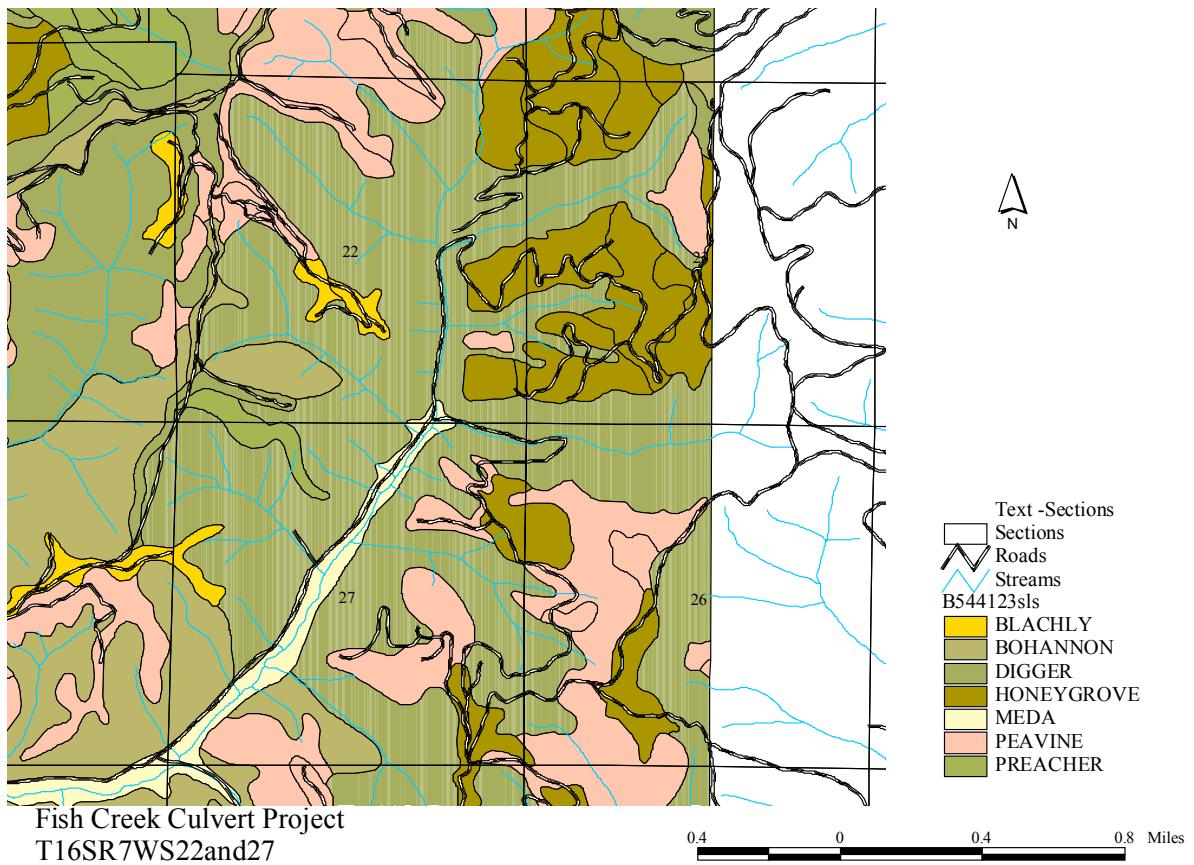 22
2
27
26
N
Text -Sections
Sections
Roads
Streams
B544123sls
BLACHLY
BOHANNON
DIGGER
HONEYGROVE
MEDA
PEAVINE
PREACHER
Fish Creek Culvert Project
T16SR7WS22and27
0.4 0 0.4 0.8 Miles